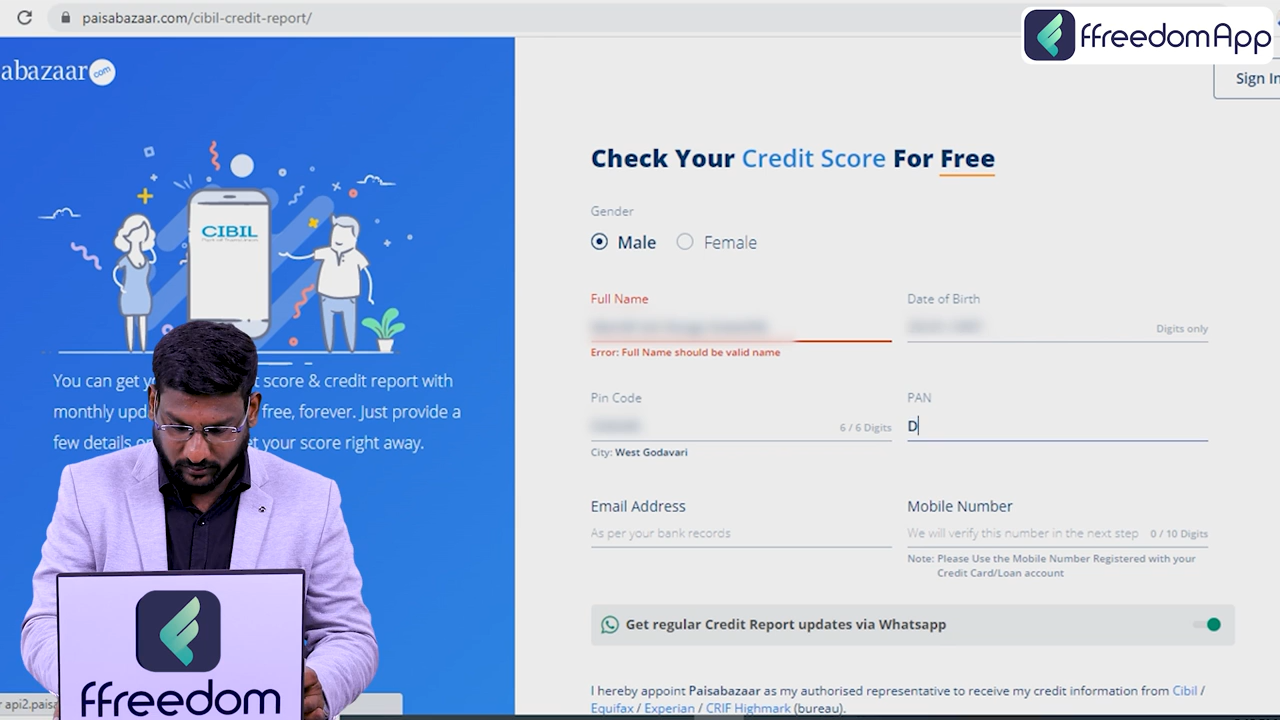 paisabazaar.com/cibil-credit-report/
ffreedomApp
abazaar.com
Sign In
Check Your Credit Score For Free
Gender
Male Female
CIBIL
Full Name
Date of Birth
Digits only
Error: Full Name should be valid name
You can get score & credit report with
monthly free, forever. Just provide a
few details your score right away.
Pin Code
PAN
6 / 6 Digits
D
City: West Godavari
Email Address
Mobile Number
As per your bank records
We will verify this number in the next step 0 / 10 Digits
Note: Please Use the Mobile Number Registered with your
Credit Card/Loan account
Get regular Credit Report updates via Whatsapp
ffreedom
I hereby appoint Paisabazaar as my authorised representative to receive my credit information from Cibil /
Equifax / Experian / CRIF Highmark (bureau).
api2.paisa